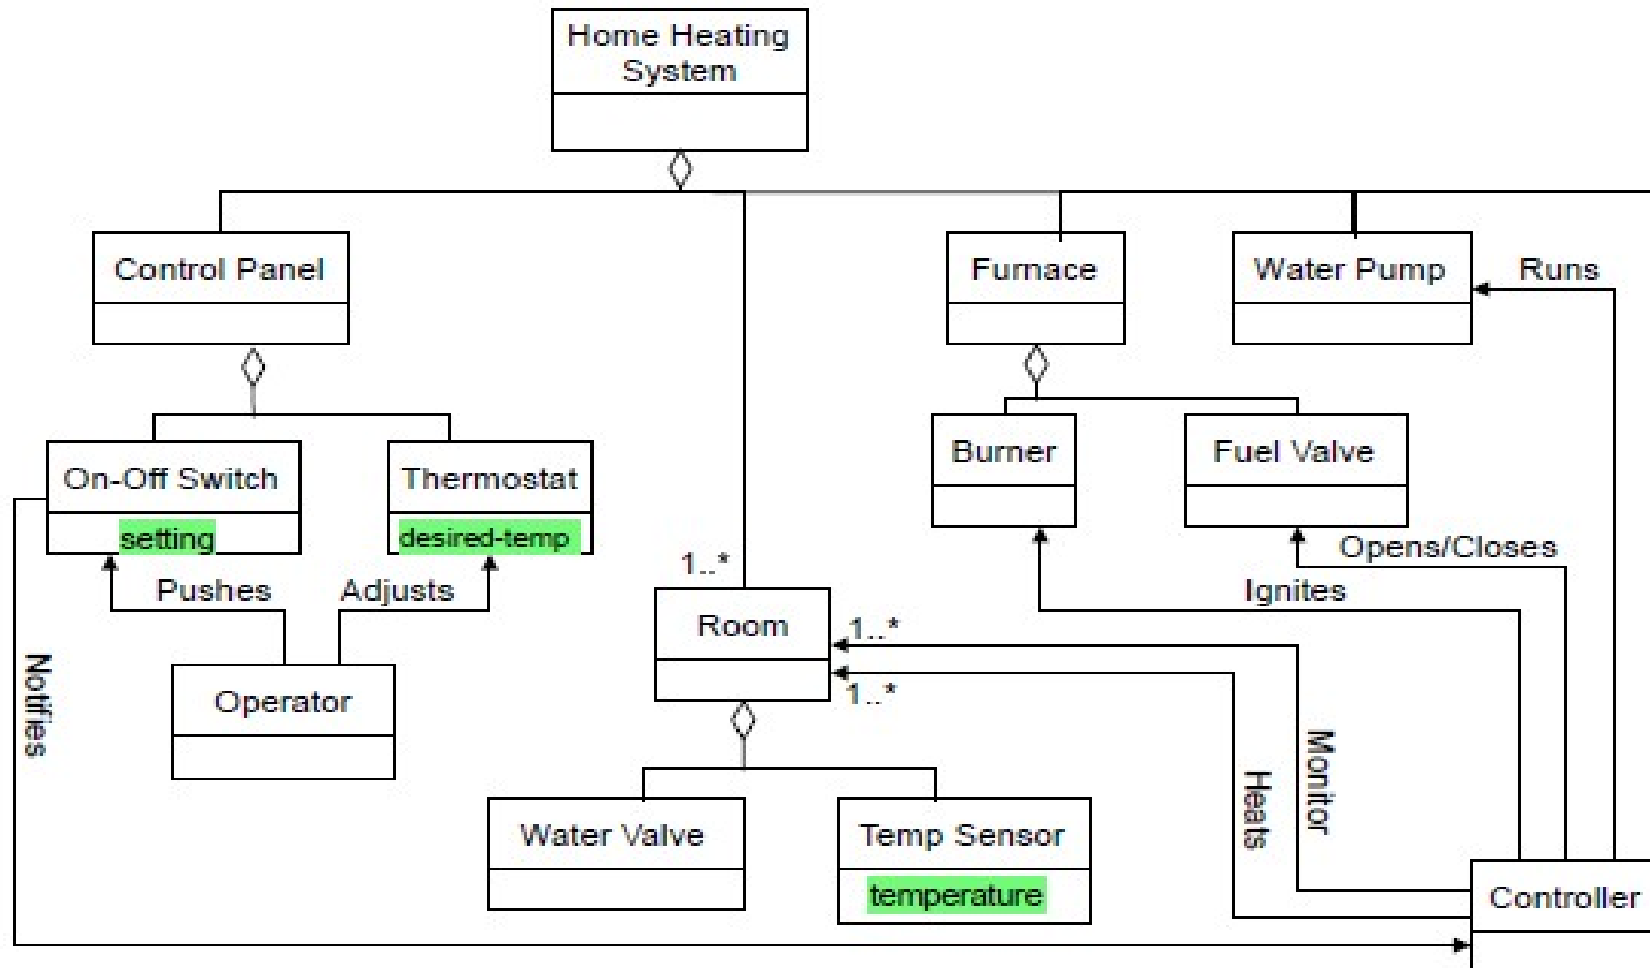 Home Heating
System
Control Panel
Furnace
Water Pump
Runs
On-Off Switch
setting
Thermostat
desired-temp
Burner
Fuel Valve
Pushes
Adjusts
1..*
Opens/Closes
Ignites
Room
1..*
1..*
Operator
Notifies
Monitor
Heats
Water Valve
Temp Sensor
temperature
Controller